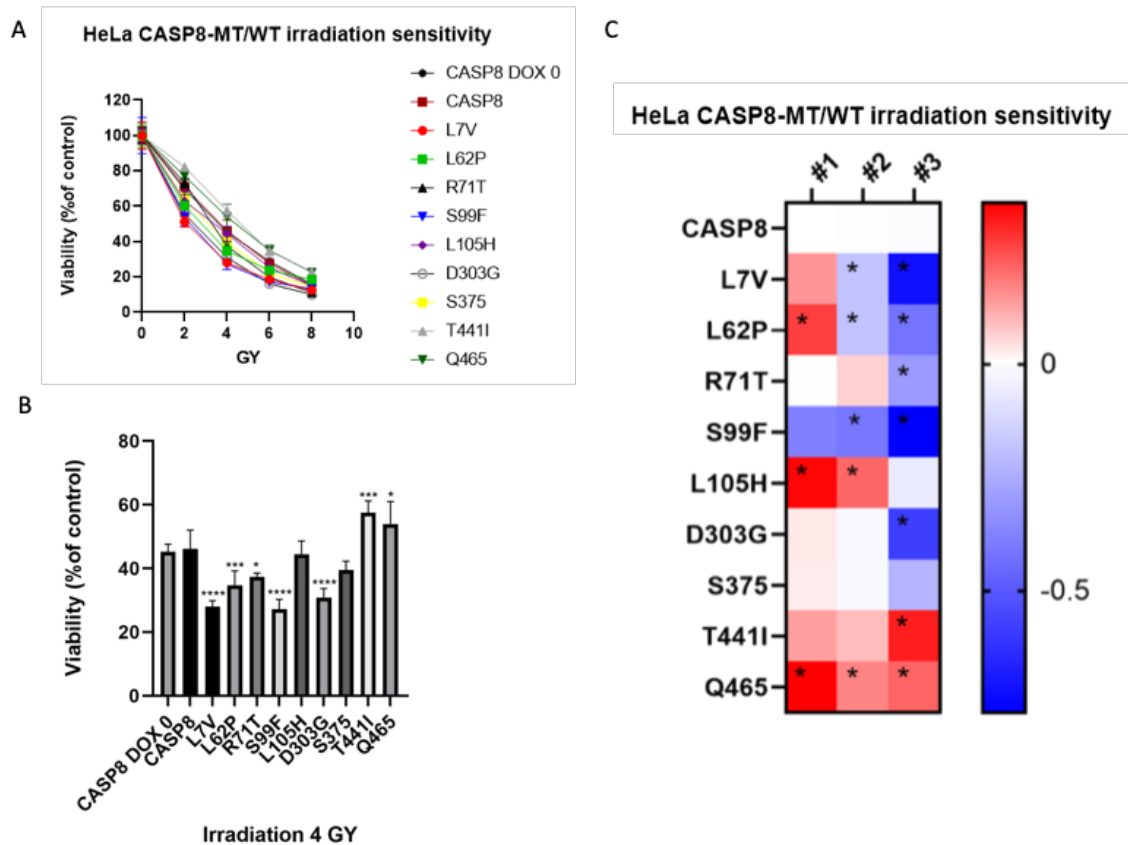 A
HeLa CASP8-MT/WT irradiation sensitivity
Viability (%of control)
120
100
80
60
40
20
0
0 2 4 6 8 10
GY
CASP8 DOX 0
CASP8
L7V
L62P
R71T
S99F
L105H
D303G
S375
T441I
Q465
B
Viability (%of control)
80
60
40
20
0
**** *** * **** **** *** *
CASP8 DOX 0
CASP8
L7V
L62P
R71T
S99F
L105H
D303G
S375
T441I
Q465
Irradiation 4 GY
C
HeLa CASP8-MT/WT irradiation sensitivity
#1 #2 #3
CASP8
L7V * *
L62P * * *
R71T *
S99F * *
L105H * *
D303G *
S375
T441I *
Q465 * * *
0
-0.5